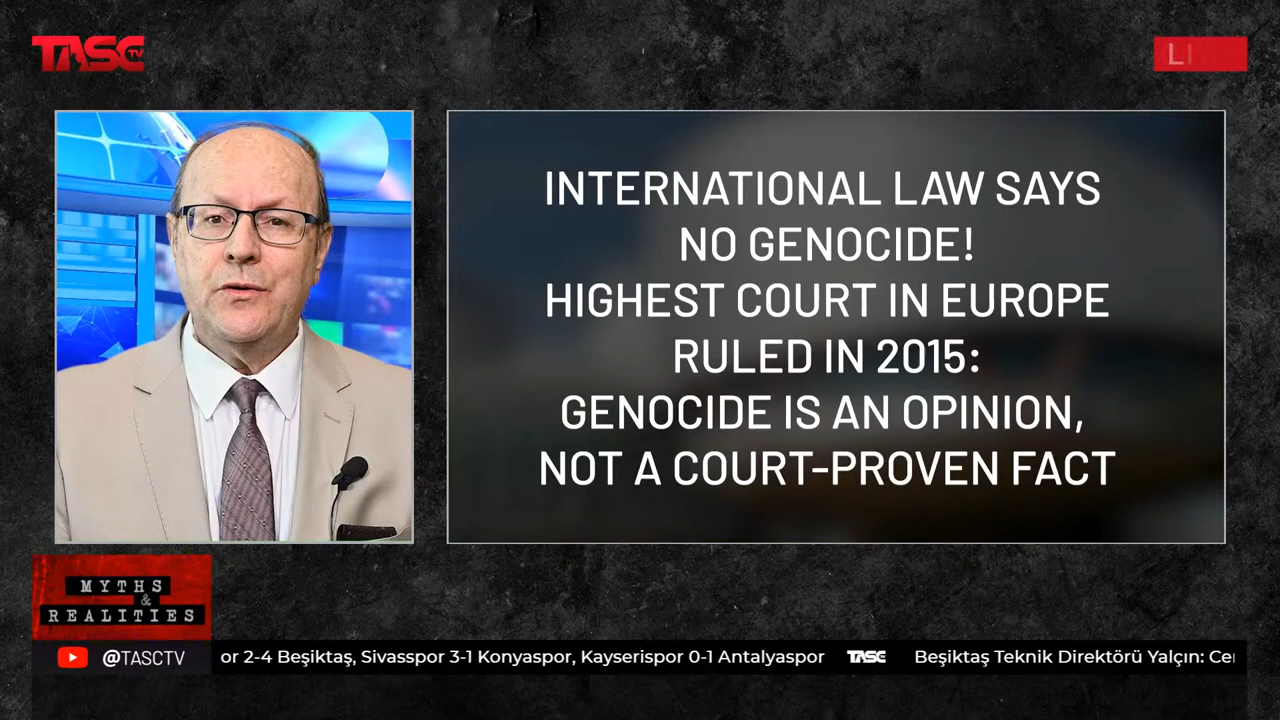 TASC TV
INTERNATIONAL LAW SAYS
NO GENOCIDE!
HIGHEST COURT IN EUROPE
RULED IN 2015:
GENOCIDE IS AN OPINION,
NOT A COURT-PROVEN FACT
MYTHS
&
REALITIES
@TASCTV
or 2-4 Beşiktaş, Sivasspor 3-1 Konyaspor, Kayserispor 0-1 Antalyaspor TASC Beşiktaş Teknik Direktörü Yalçın: